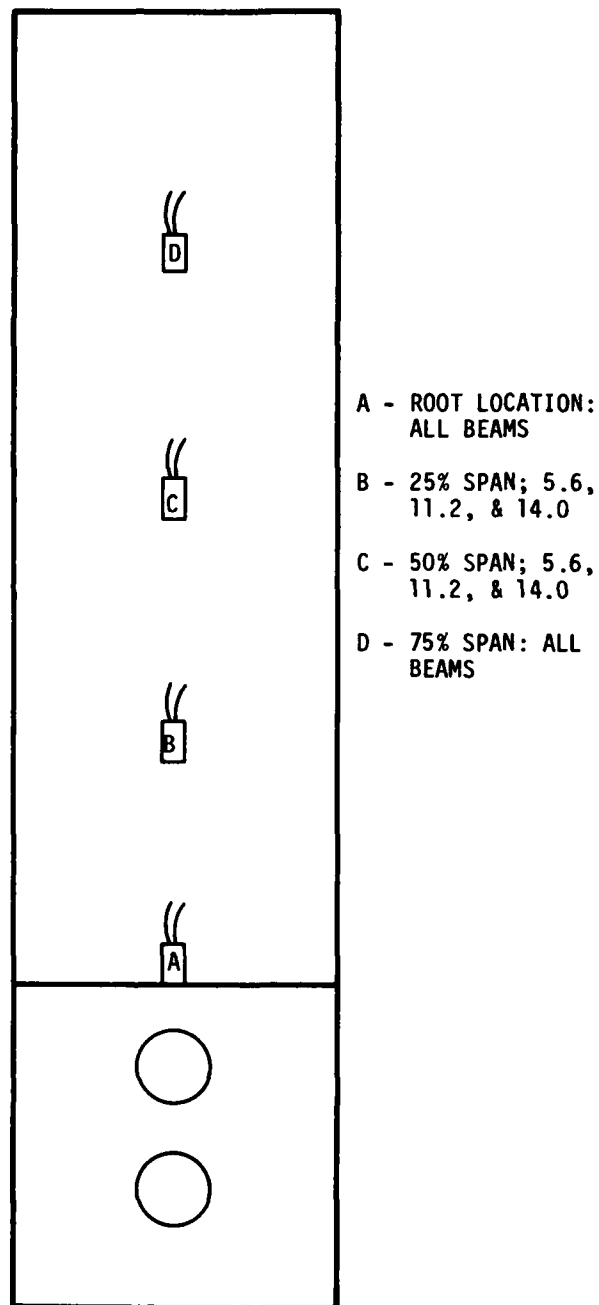 D
C
B
A
A - ROOT LOCATION:
ALL BEAMS
B - 25% SPAN; 5.6,
11.2, & 14.0
C - 50% SPAN; 5.6,
11.2, & 14.0
D - 75% SPAN: ALL
BEAMS